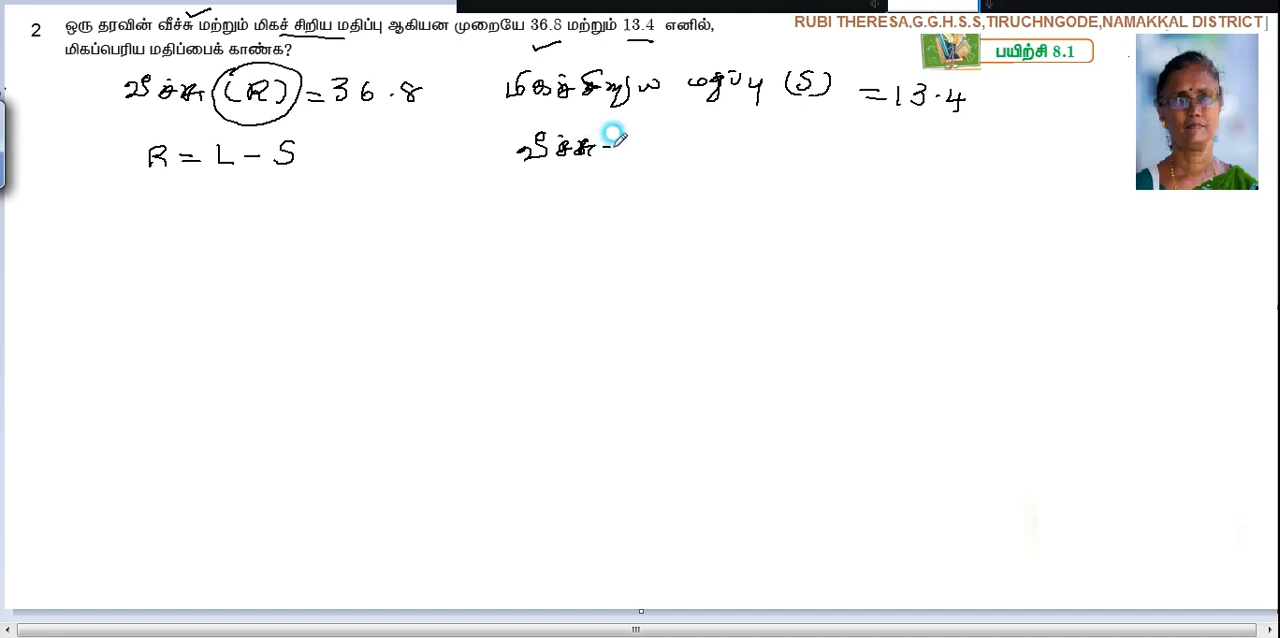 RUBI THERESA,G.G.H.S.S,TIRUCHNGODE,NAMAKKAL DISTRICT
2 ஒரு தரவின் வீச்சு மற்றும் மிகச் சிறிய மதிப்பு ஆகியன முறையே 36.8 மற்றும் 13.4 எனில்,
மிகப்பெரிய மதிப்பைக் காண்க?
பயிற்சி 8.1
வீச்சு (R) = 36.8 மிகச்சிறிய மதிப்பு (S) = 13.4
R = L - S வீச்சு -